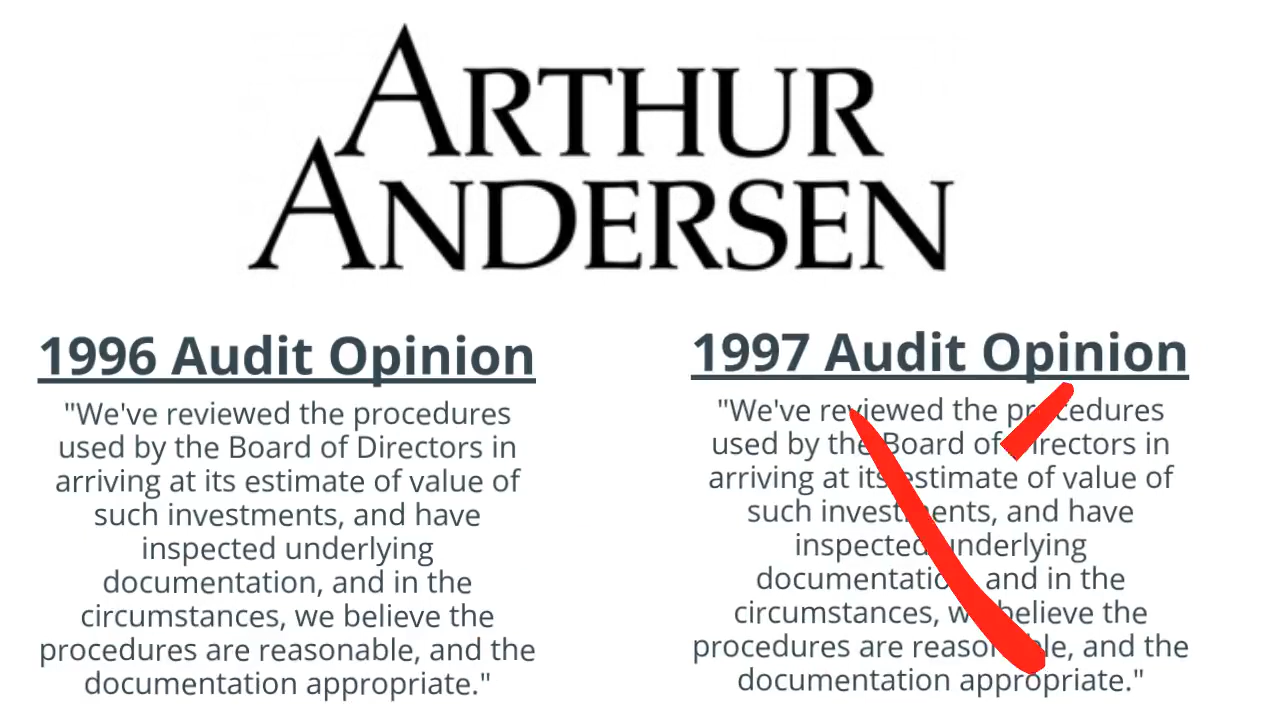 ARTHUR
ANDERSEN
1996 Audit Opinion
"We've reviewed the procedures
used by the Board of Directors in
arriving at its estimate of value of
such investments, and have
inspected underlying
documentation, and in the
circumstances, we believe the
procedures are reasonable, and the
documentation appropriate."
1997 Audit Opinion
"We've reviewed the procedures
used by the Board of Directors in
arriving at its estimate of value of
such investments, and have
inspected underlying
documentation, and in the
circumstances, we believe the
procedures are reasonable, and the
documentation appropriate."